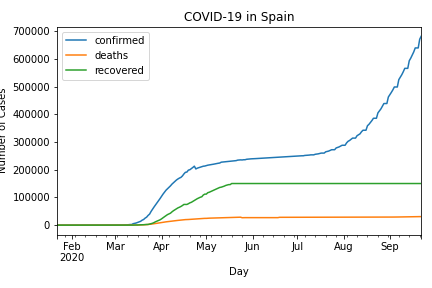 COVID-19 in Spain
700000
600000
500000
400000
300000
200000
100000
0
Number of Cases
confirmed
deaths
recovered
Feb Mar Apr May Jun Jul Aug Sep
2020
Day